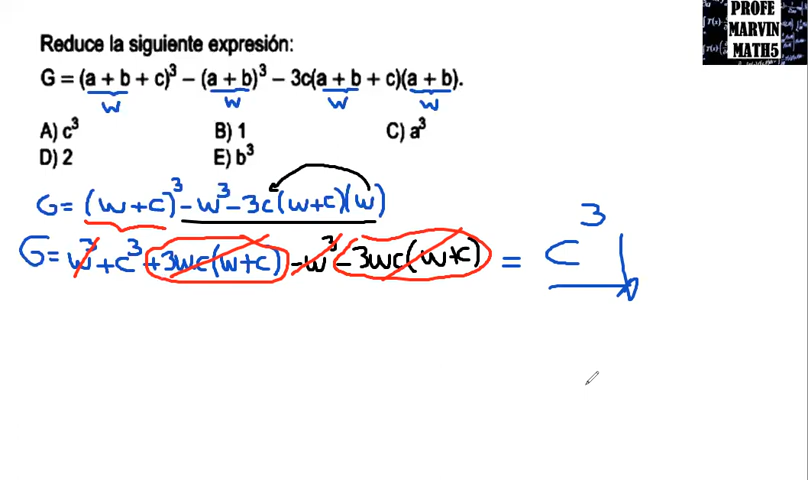 PROFE
MARVIN
MATH5
Reduce la siguiente expresión:
G = (a + b + c)³ − (a + b)³ − 3c(a + b + c)(a + b).
w w w w
A) c³ B) 1 C) a³
D) 2 E) b³
G = (w+c)³ -w³ -3c(w+c)(w)
G = w³ + c³ +3wc(w+c) -w³ -3wc(w+c) = c³